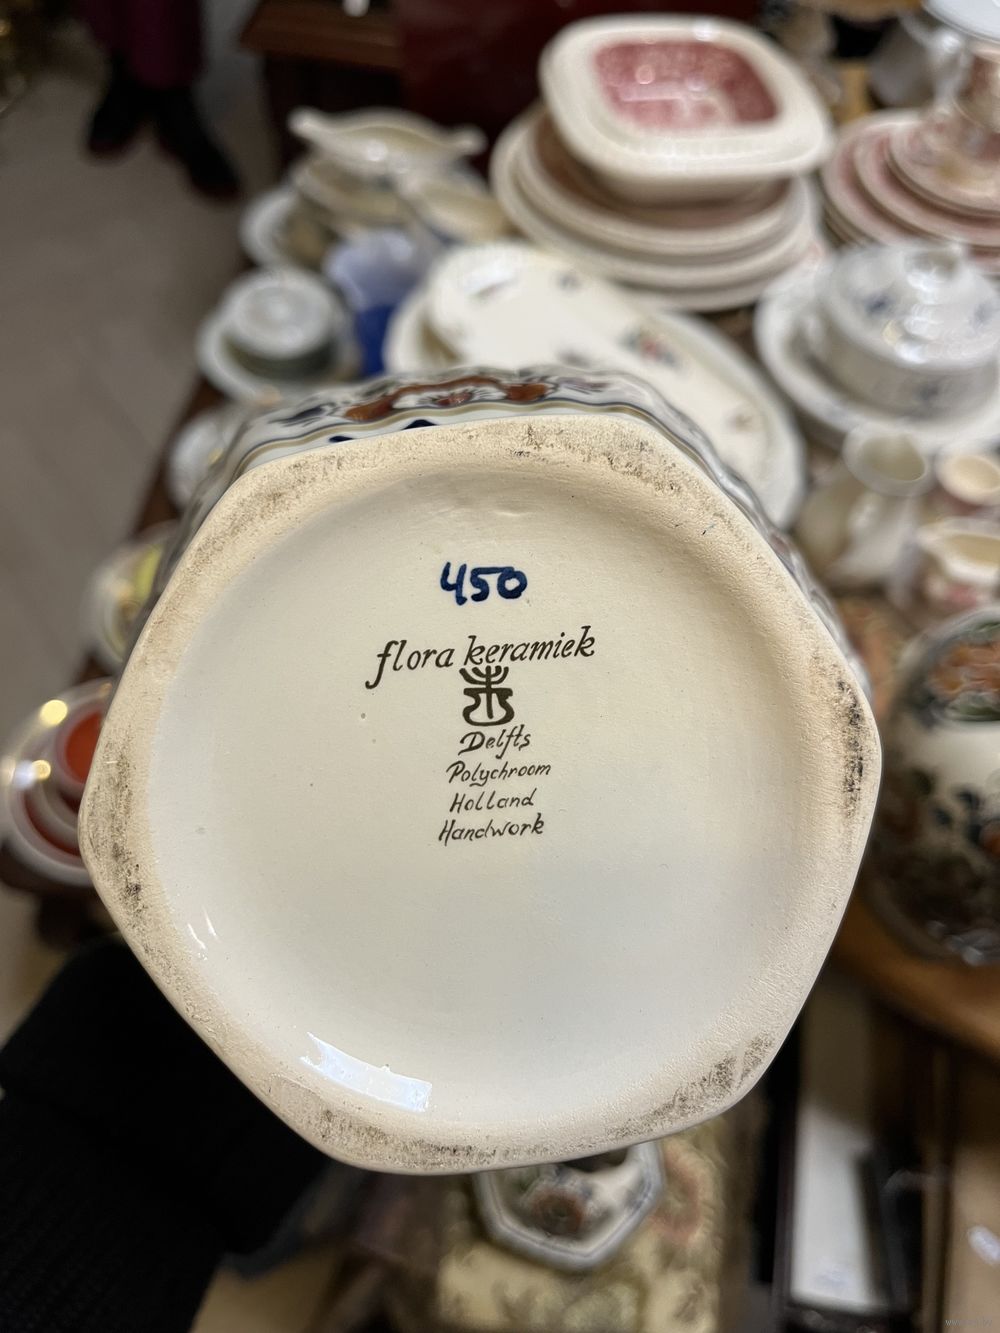 450
flora keramiek
Delfts
Polychroom
Holland
Handwork